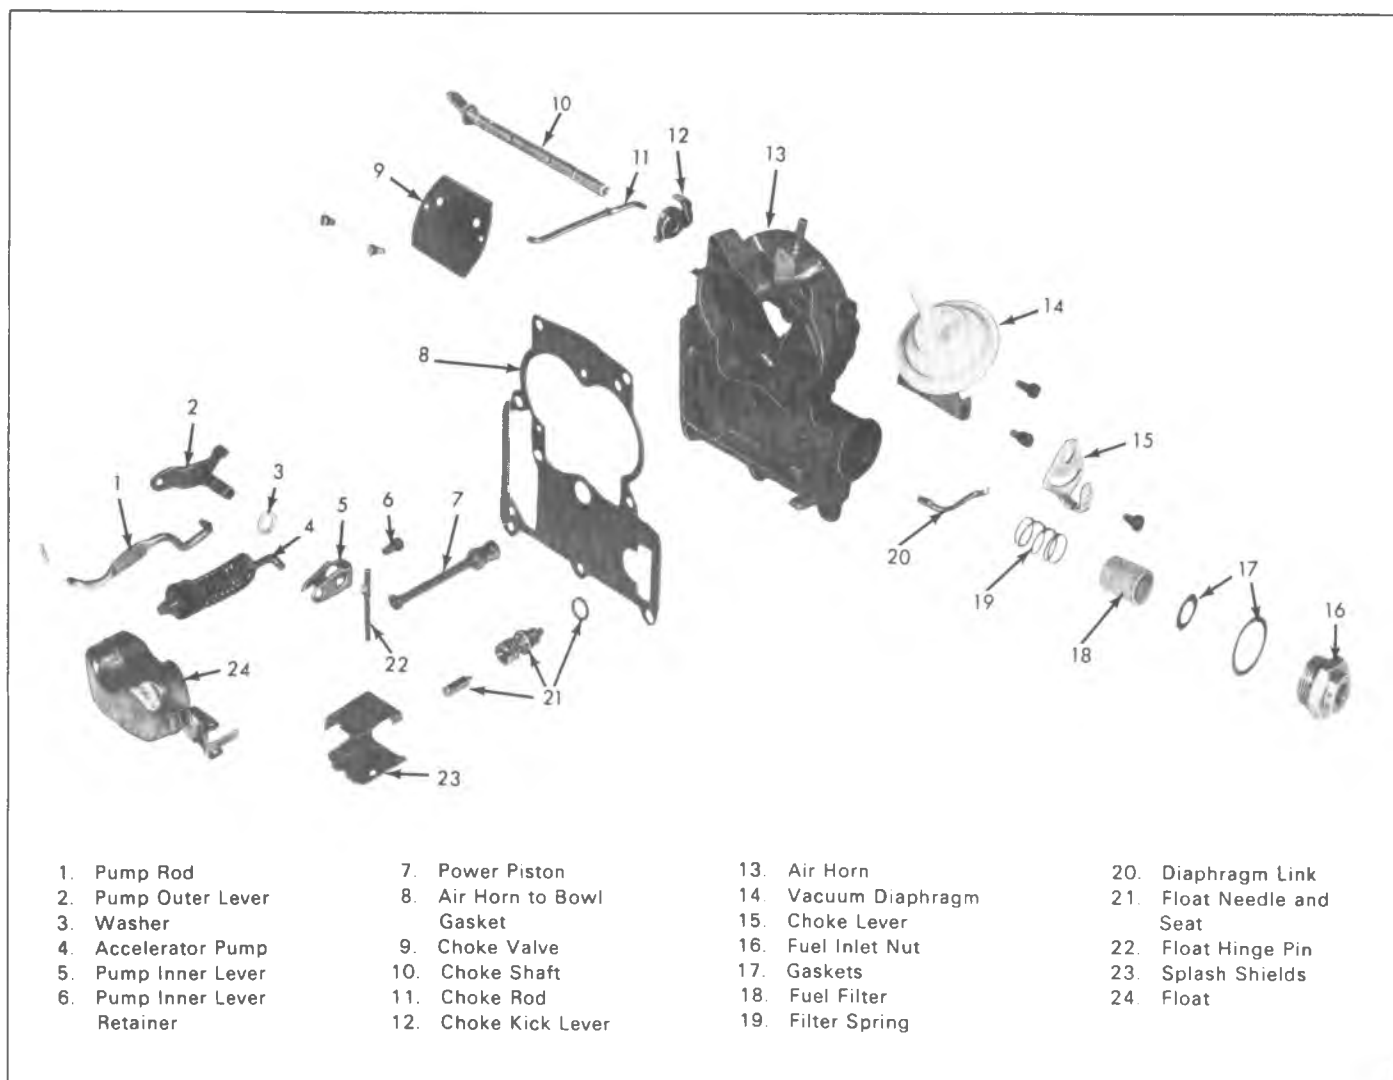 10
12
11
13
9
14
8
2
15
3
1
4
5
6
7
20
17
19
16
18
22
24
21
23
1. Pump Rod
2. Pump Outer Lever
3. Washer
4. Accelerator Pump
5. Pump Inner Lever
6. Pump Inner Lever
Retainer
7. Power Piston
8. Air Horn to Bowl
Gasket
9. Choke Valve
10. Choke Shaft
11. Choke Rod
12. Choke Kick Lever
13. Air Horn
14. Vacuum Diaphragm
15. Choke Lever
16. Fuel Inlet Nut
17. Gaskets
18. Fuel Filter
19. Filter Spring
20. Diaphragm Link
21. Float Needle and
Seat
22. Float Hinge Pin
23. Splash Shields
24. Float